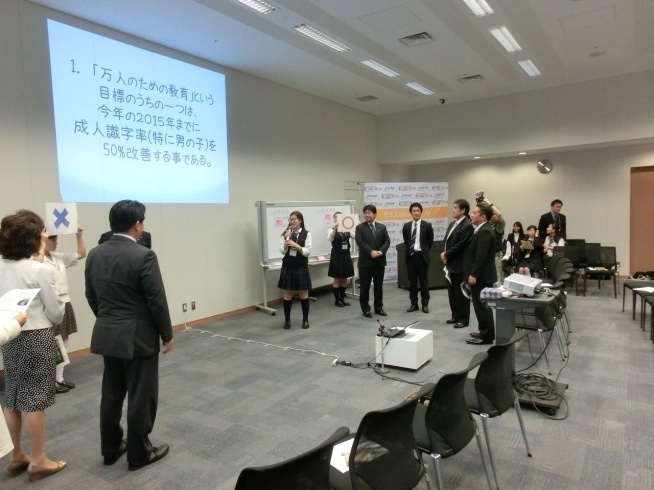 1. 「万人のための教育」という
目標のうちの一つは、
今年の2015年までに
成人識字率(特に男の子)を
50%改善する事である。